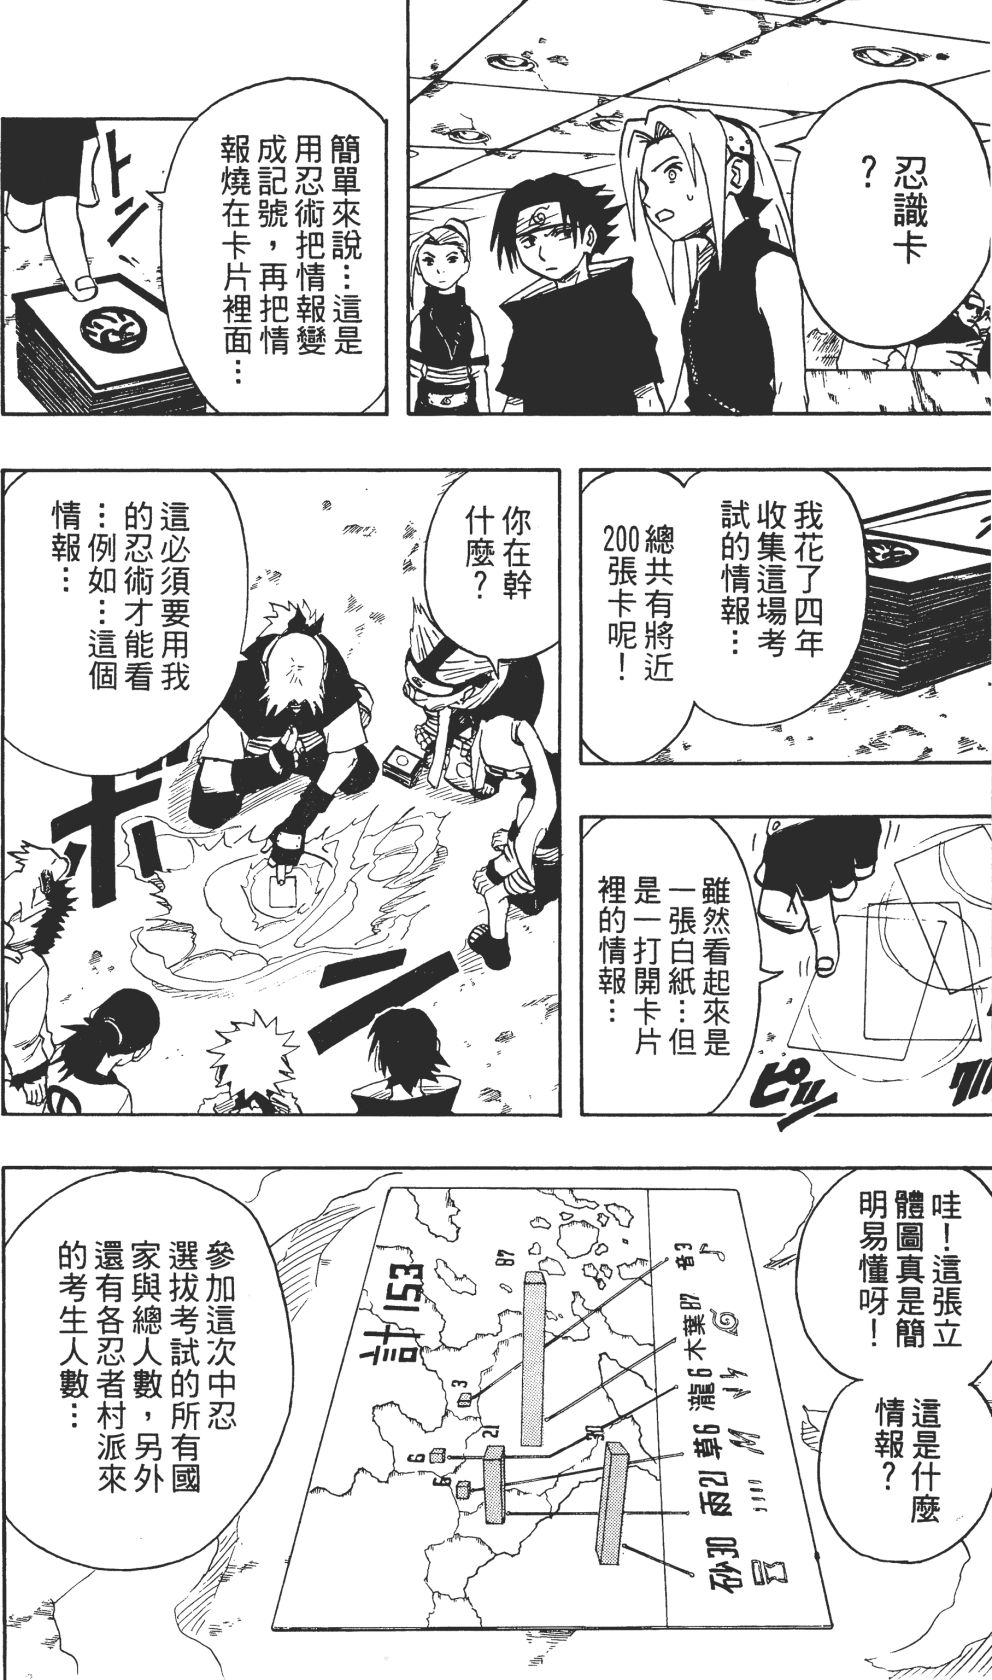 忍識卡
？
簡單來說…這是
用忍術把情報變
成記號，再把情
報燒在卡片裡面…
トン
我花了四年
收集這場考
試的情報…
總共有將近
200張卡呢！
你在幹
什麼？
這必須要用我
的忍術才能看
…例如…這個
情報…
ボン
雖然看起來是
一張白紙…但
是一打開卡片
裡的情報…
ピッ
哇！這張立
體圖真是簡
明易懂呀！
這是什麼
情報？
計153
87
3
6
6
21
30
音3
木葉87
瀧6
草6
雨21
砂30
參加這次中忍
選拔考試的所有國
家與總人數，另外
還有各忍者村派來
的考生人數…